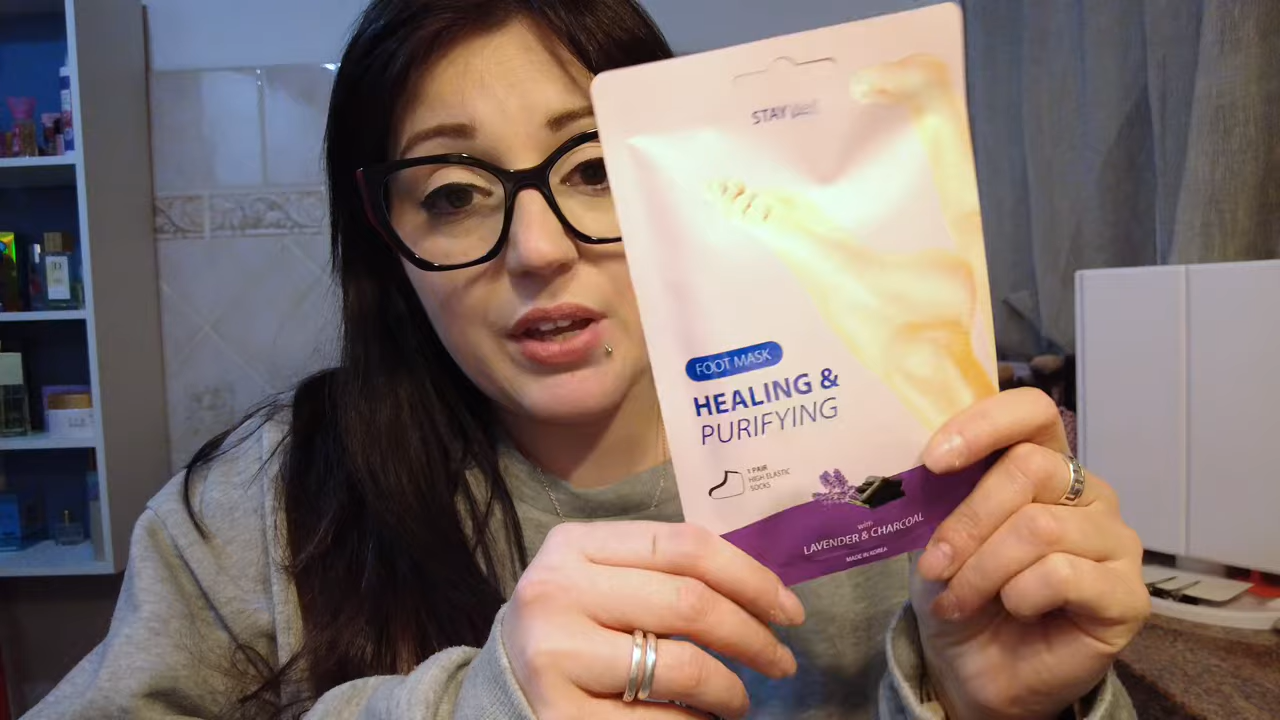 STAY
FOOT MASK
HEALING &
PURIFYING
1 PAIR
HIGH ELASTIC
SOCKS
with
LAVENDER & CHARCOAL
MADE IN KOREA